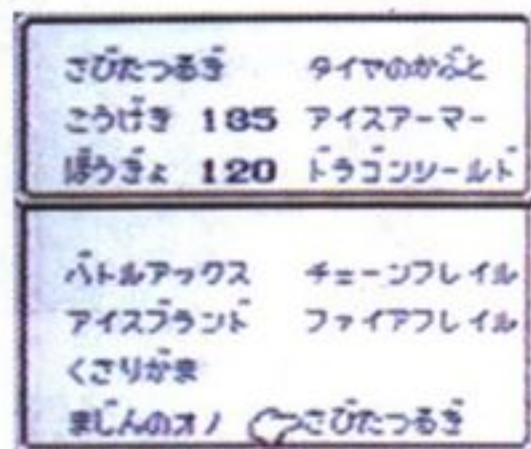 さびたつるぎ　タイヤのかぶと
こうげき 185 アイスアーマー
ぼうぎょ 120 ドラゴンシールド
バトルアックス　チェーンフレイル
アイスブランド　ファイアフレイル
くさりがま
まじんのオノ　さびたつるぎ